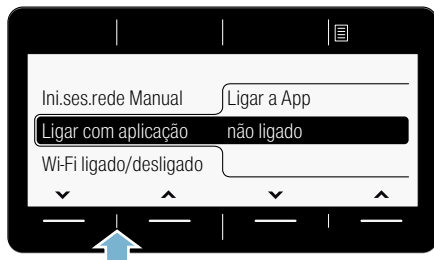 Ini.ses.rede Manual
Ligar a App
Ligar com aplicação
não ligado
Wi-Fi ligado/desligado